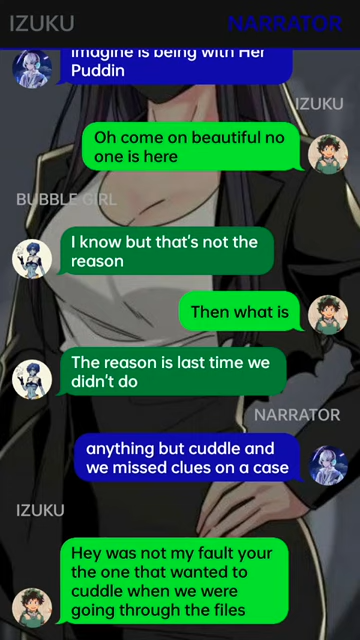 IZUKU
NARRATOR
Imagine is being with Her
Puddin
IZUKU
Oh come on beautiful no
one is here
BUBBLE GIRL
I know but that's not the
reason
Then what is
The reason is last time we
didn't do
NARRATOR
anything but cuddle and
we missed clues on a case
IZUKU
Hey was not my fault your
the one that wanted to
cuddle when we were
going through the files